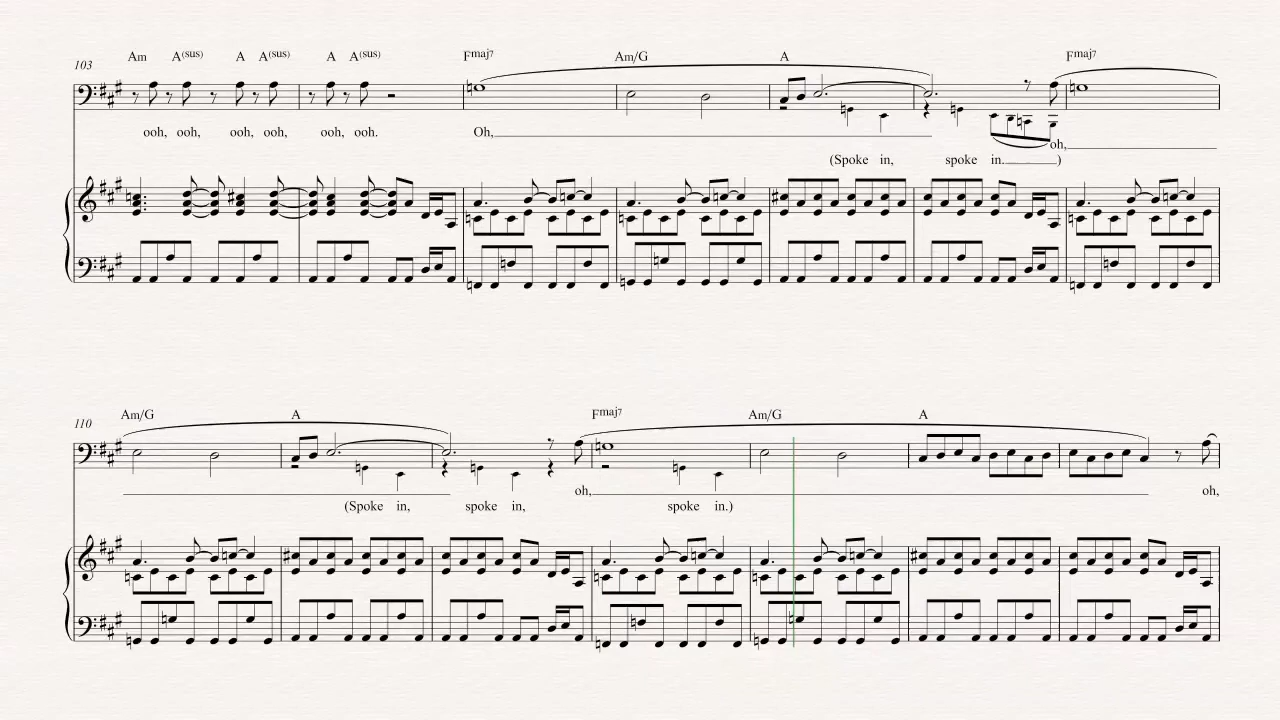 Am A(sus) A A(sus) A A(sus) Fmaj7 Am/G A Fmaj7
103
ooh, ooh, ooh, ooh, ooh, ooh. Oh,
oh,
(Spoke in, spoke in. )
Am/G A Fmaj7 Am/G A
110
oh, oh,
(Spoke in, spoke in, spoke in.)